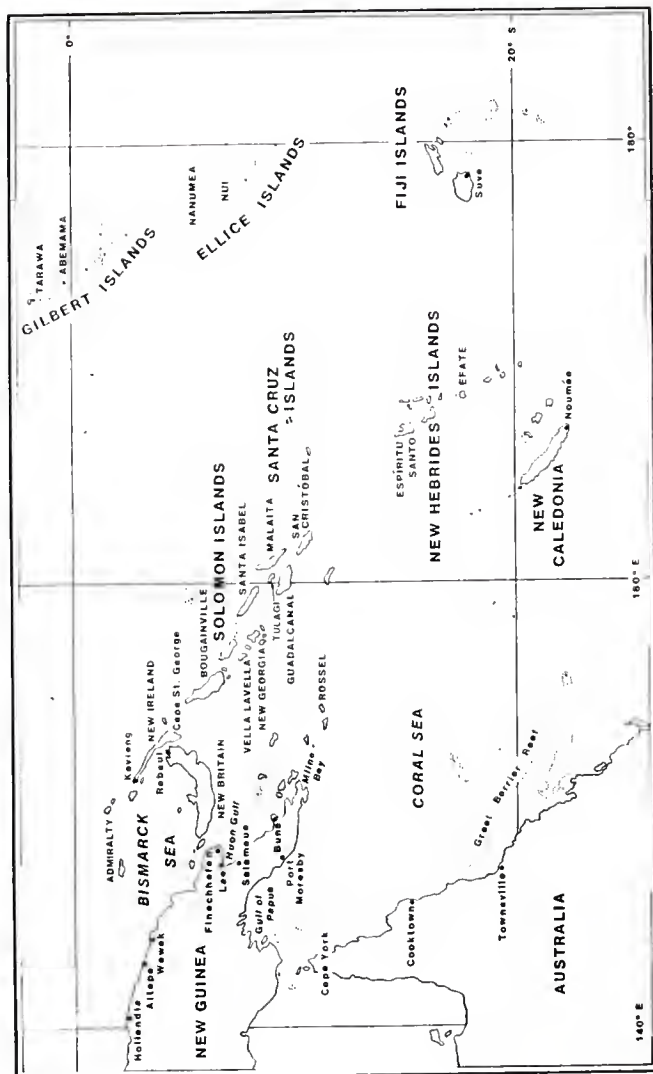 0°
20° S
140° E
160° E
180°
TARAWA
ABEMAMA
GILBERT ISLANDS
NANUMEA
NUI
ELLICE ISLANDS
FIJI ISLANDS
Suva
ADMIRALTY
Kavieng
NEW IRELAND
Cape St. George
Rabaul
BISMARCK
SEA
NEW BRITAIN
BOUGAINVILLE
SOLOMON ISLANDS
SANTA ISABEL
VELLA LAVELLA
NEW GEORGIA
TULAGI
GUADALCANAL
MALAITA
SAN
CRISTÓBAL
SANTA CRUZ
ISLANDS
ROSSEL
Hollandia
Aitape
Wewak
NEW GUINEA
Finschhafen
Lae
Huon Gulf
Salamaua
Gulf of
Papua
Buna
Port
Moresby
Milne
Bay
Cape York
CORAL SEA
ESPÍRITU
SANTO
NEW HEBRIDES ISLANDS
EFATE
NEW
CALEDONIA
Nouméa
Cooktown
Great Barrier Reef
Townsville
AUSTRALIA